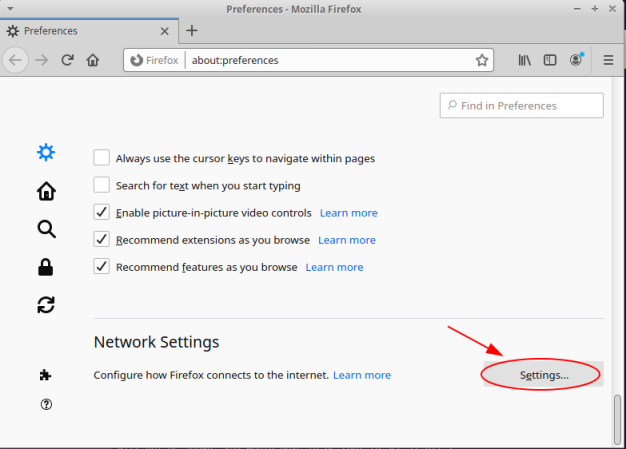 Preferences - Mozilla Firefox
Preferences
Firefox about:preferences
Find in Preferences
Always use the cursor keys to navigate within pages
Search for text when you start typing
Enable picture-in-picture video controls Learn more
Recommend extensions as you browse Learn more
Recommend features as you browse Learn more
Network Settings
Configure how Firefox connects to the internet. Learn more
Settings...